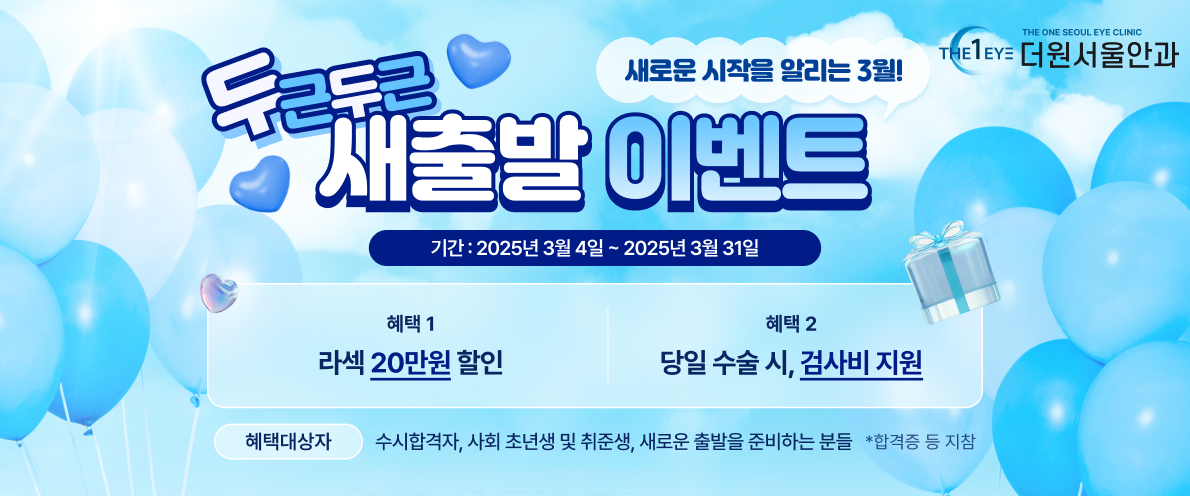 THE ONE SEOUL EYE CLINIC
THE1EYE 더원서울안과
새로운 시작을 알리는 3월!
두근두근
새출발 이벤트
기간 : 2025년 3월 4일 ~ 2025년 3월 31일
혜택 1
라섹 20만원 할인
혜택 2
당일 수술 시, 검사비 지원
혜택대상자
수시합격자, 사회 초년생 및 취준생, 새로운 출발을 준비하는 분들 *합격증 등 지참